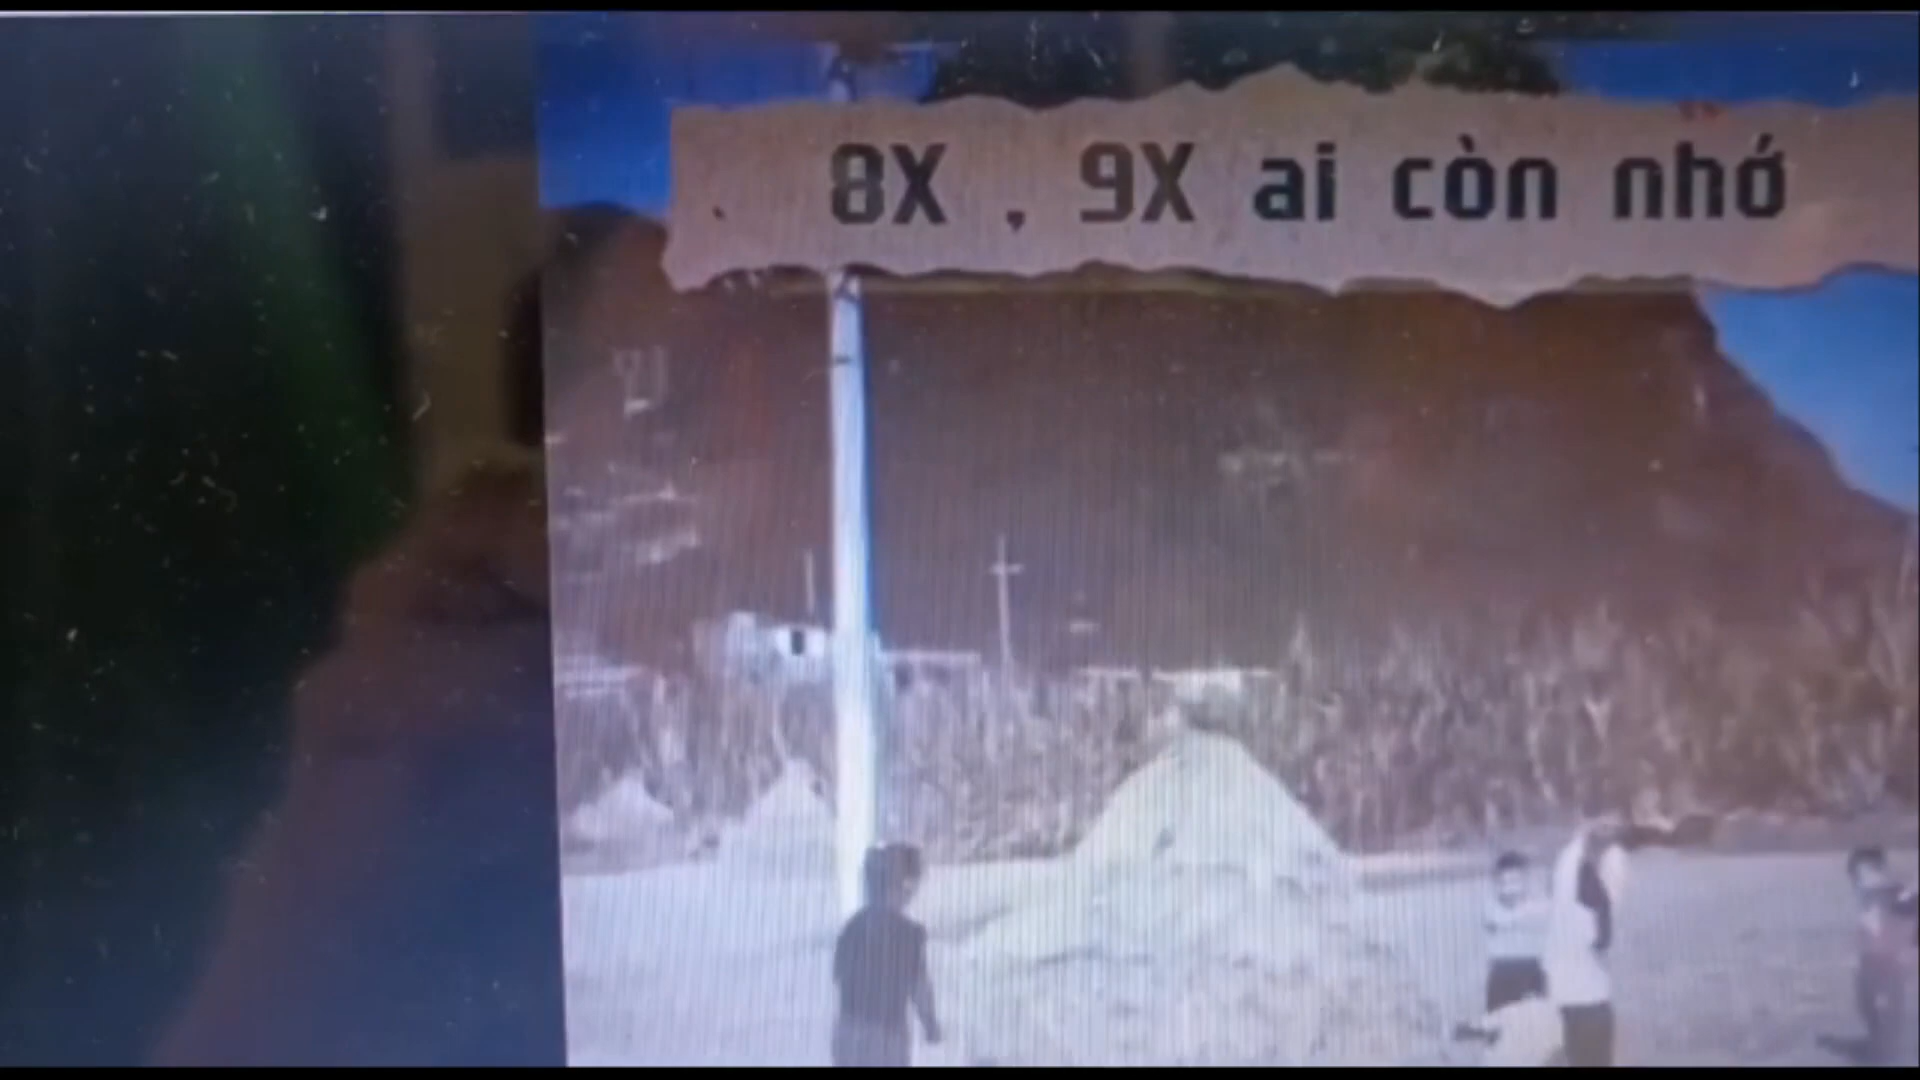 8X , 9X ai còn nhớ